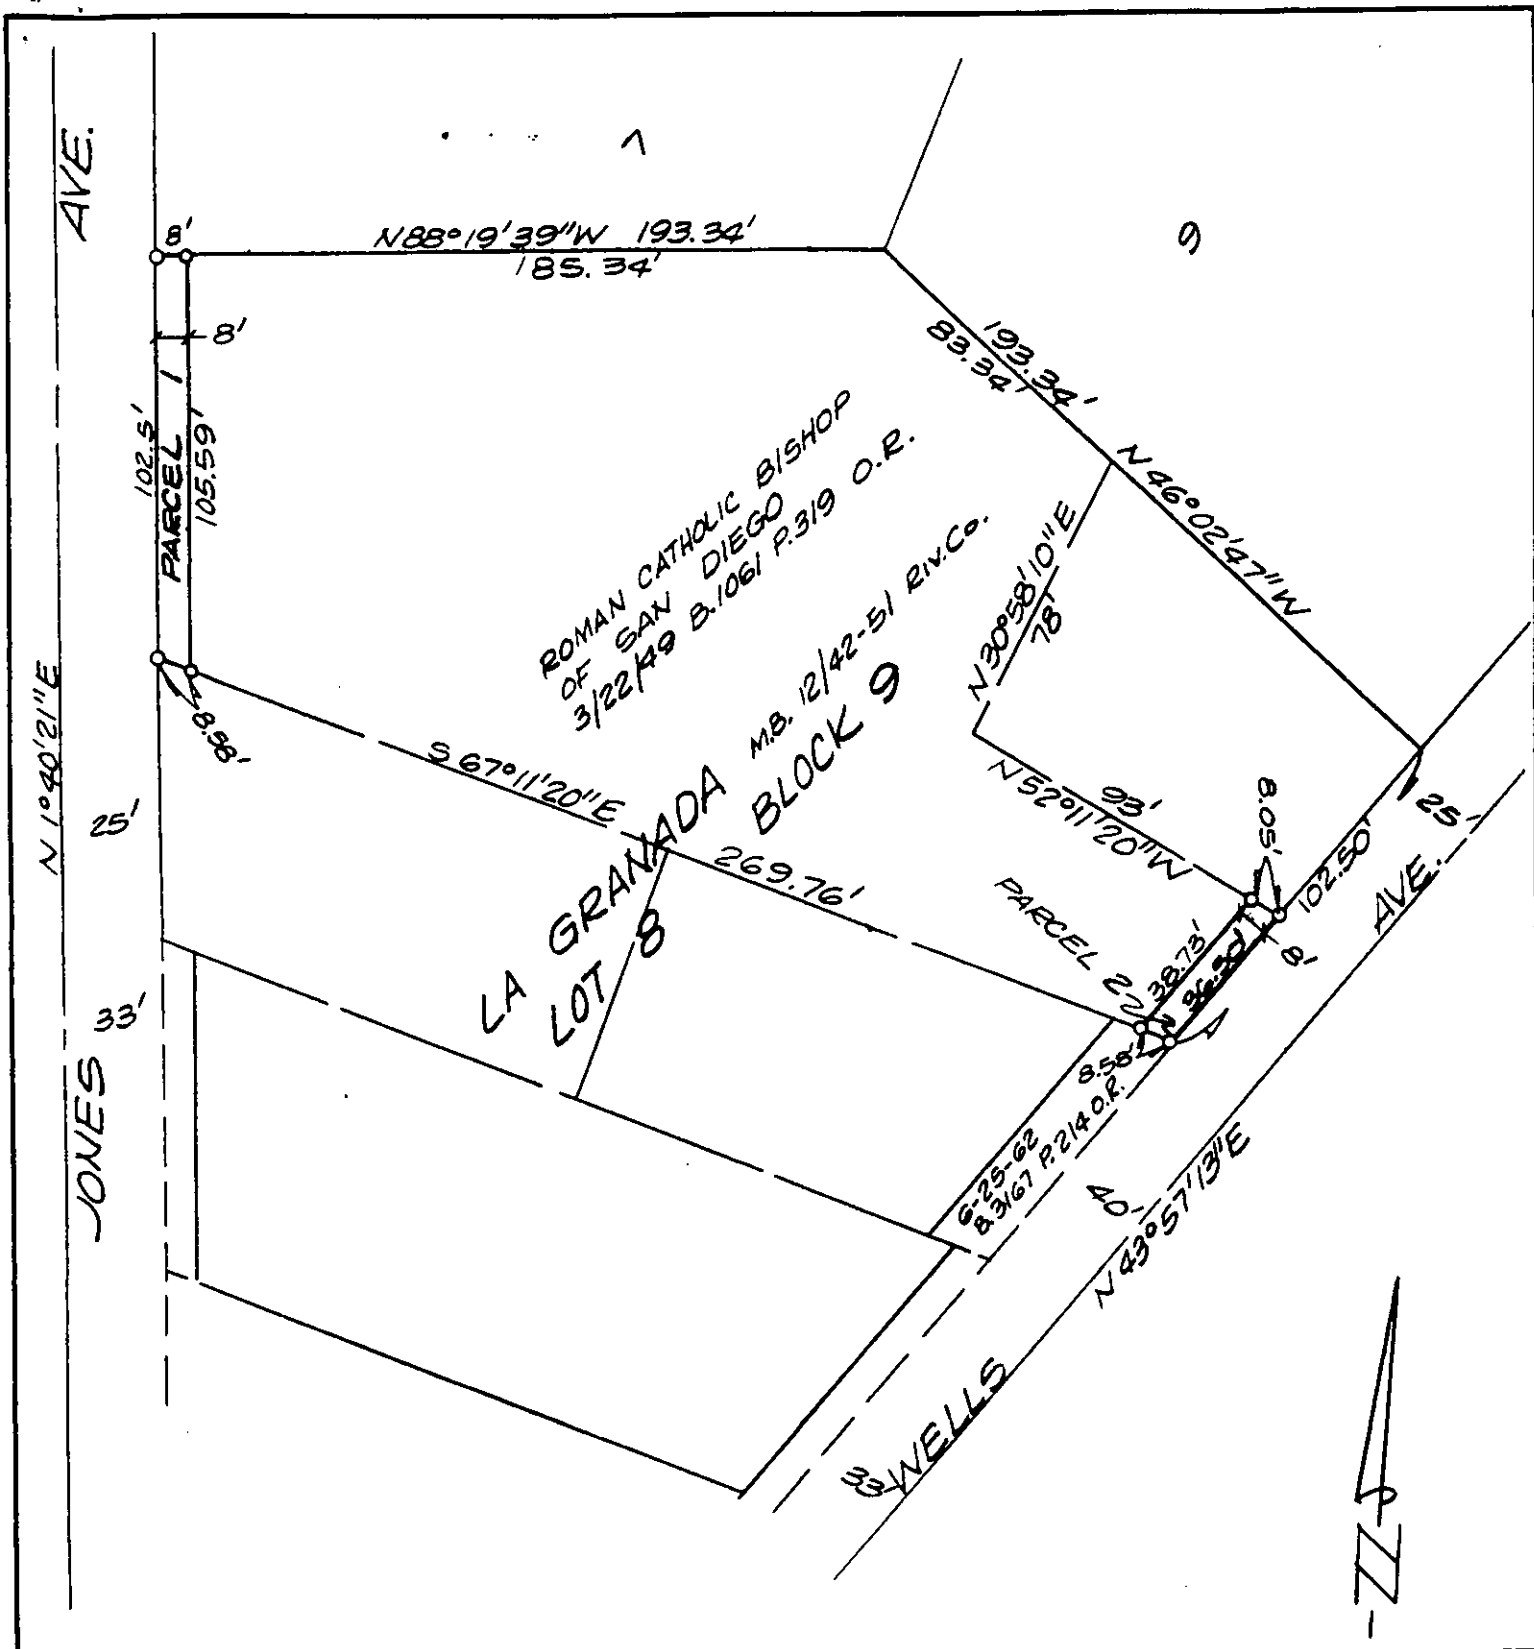 AVE.
7
8'
N88°19'39"W 193.34'
185.34'
9
8'
193.34'
83.34'
N46°02'47"W
102.5'
PARCEL 1
105.59'
ROMAN CATHOLIC BISHOP
OF SAN DIEGO
3/22/49 B.1061 P.319 O.R.
M.B. 12/42-51 RIV.CO.
BLOCK 9
N30°58'10"E
78'
8.58'
N 1°40'21"E
S 67°11'20"E
269.76'
N52°11'20"W
93'
8.05'
25'
25'
102.50'
LA GRANADA
LOT 8
PARCEL 2
38.73'
8'
AVE.
33'
8.58'
6-25-62
B.3167 P.214 O.R.
JONES
40'
N 43°57'13"E
33'
WELLS
N